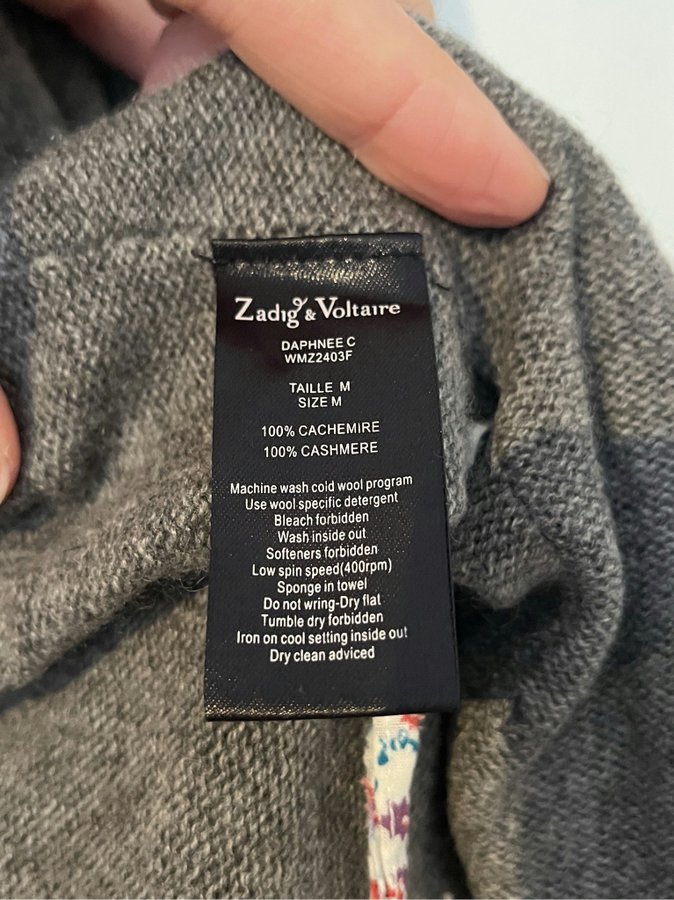 Zadig & Voltaire
DAPHNEE C
WMZ2403F
TAILLE M
SIZE M
100% CACHEMIRE
100% CASHMERE
Machine wash cold wool program
Use wool specific detergent
Bleach forbidden
Wash inside out
Softeners forbidden
Low spin speed(400rpm)
Sponge in towel
Do not wring-Dry flat
Tumble dry forbidden
Iron on cool setting inside out
Dry clean adviced